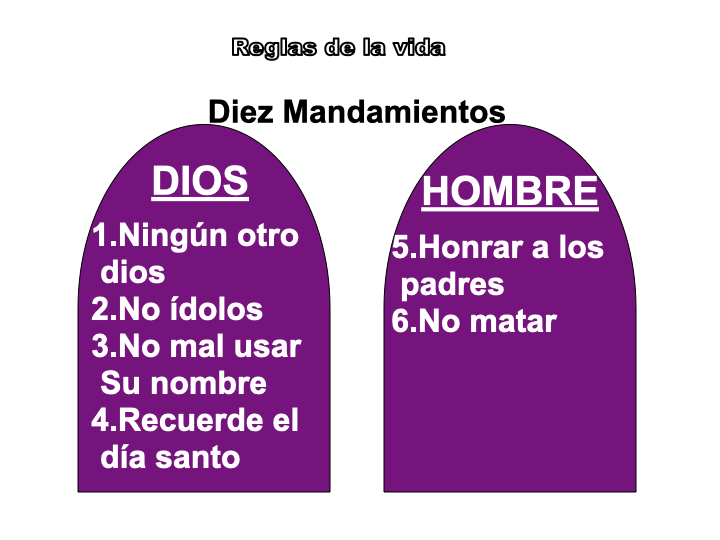 Reglas de la vida
Diez Mandamientos
DIOS
1.Ningún otro
dios
2.No ídolos
3.No mal usar
Su nombre
4.Recuerde el
día santo
HOMBRE
5.Honrar a los
padres
6.No matar